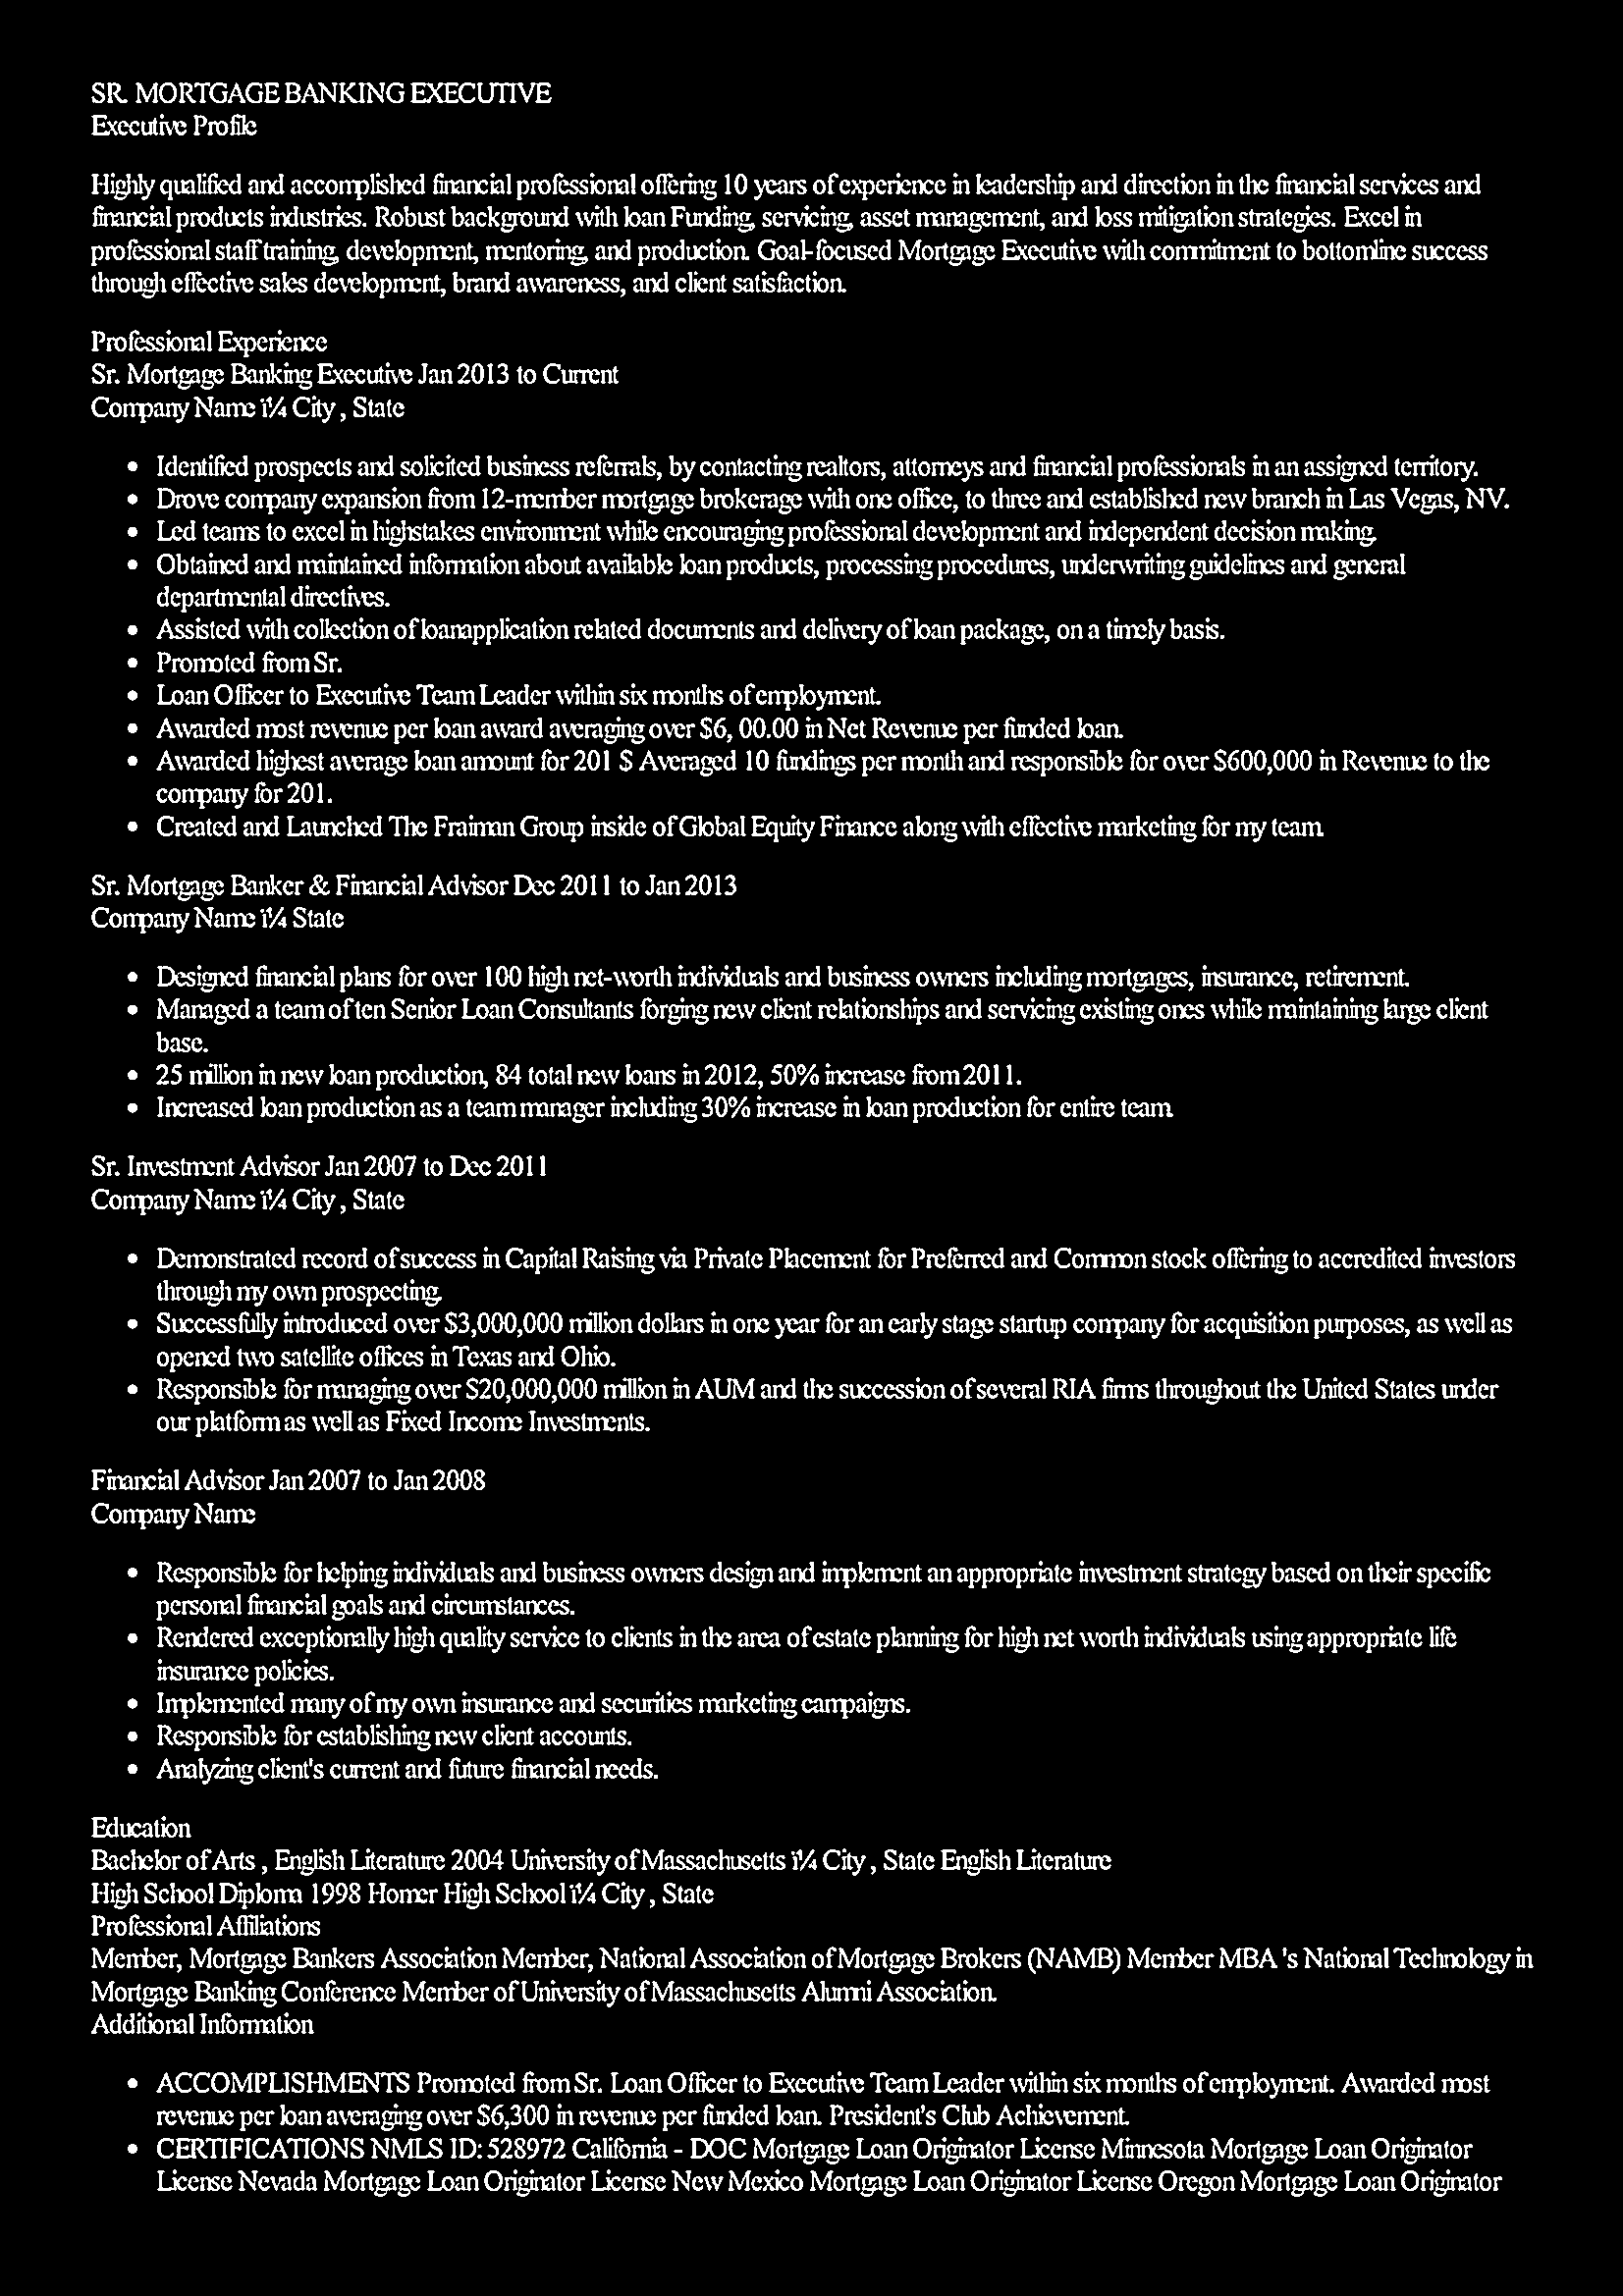 SR. MORTGAGE BANKING EXECUTIVE
Executive Profile
Highly qualified and accomplished financial professional offering 10 years of experience in leadership and direction in the financial services and
financial products industries. Robust background with loan Funding, servicing, asset management, and loss mitigation strategies. Excel in
professional staff training, development, mentoring, and production. Goal-focused Mortgage Executive with commitment to bottomline success
through effective sales development, brand awareness, and client satisfaction.
Professional Experience
Sr. Mortgage Banking Executive Jan 2013 to Current
Company Name ï¼ City , State
• Identified prospects and solicited business referrals, by contacting realtors, attorneys and financial professionals in an assigned territory.
• Drove company expansion from 12-member mortgage brokerage with one office, to three and established new branch in Las Vegas, NV.
• Led teams to excel in highstakes environment while encouraging professional development and independent decision making.
• Obtained and maintained information about available loan products, processing procedures, underwriting guidelines and general
departmental directives.
• Assisted with collection of loanapplication related documents and delivery of loan package, on a timely basis.
• Promoted from Sr.
• Loan Officer to Executive Team Leader within six months of employment.
• Awarded most revenue per loan award averaging over $6, 00.00 in Net Revenue per funded loan.
• Awarded highest average loan amount for 201 $ Averaged 10 fundings per month and responsible for over $600,000 in Revenue to the
company for 201.
• Created and Launched The Fraiman Group inside of Global Equity Finance along with effective marketing for my team.
Sr. Mortgage Banker & Financial Advisor Dec 2011 to Jan 2013
Company Name ï¼ State
• Designed financial plans for over 100 high net-worth individuals and business owners including mortgages, insurance, retirement.
• Managed a team of ten Senior Loan Consultants forging new client relationships and servicing existing ones while maintaining large client
base.
• 25 million in new loan production, 84 total new loans in 2012, 50% increase from 2011.
• Increased loan production as a team manager including 30% increase in loan production for entire team.
Sr. Investment Advisor Jan 2007 to Dec 2011
Company Name ï¼ City , State
• Demonstrated record of success in Capital Raising via Private Placement for Preferred and Common stock offering to accredited investors
through my own prospecting.
• Successfully introduced over $3,000,000 million dollars in one year for an early stage startup company for acquisition purposes, as well as
opened two satellite offices in Texas and Ohio.
• Responsible for managing over $20,000,000 million in AUM and the succession of several RIA firms throughout the United States under
our platform as well as Fixed Income Investments.
Financial Advisor Jan 2007 to Jan 2008
Company Name
• Responsible for helping individuals and business owners design and implement an appropriate investment strategy based on their specific
personal financial goals and circumstances.
• Rendered exceptionally high quality service to clients in the area of estate planning for high net worth individuals using appropriate life
insurance policies.
• Implemented many of my own insurance and securities marketing campaigns.
• Responsible for establishing new client accounts.
• Analyzing client's current and future financial needs.
Education
Bachelor of Arts , English Literature 2004 University of Massachusetts ï¼ City , State English Literature
High School Diploma 1998 Homer High School ï¼ City , State
Professional Affiliations
Member, Mortgage Bankers Association Member, National Association of Mortgage Brokers (NAMB) Member MBA 's National Technology in
Mortgage Banking Conference Member of University of Massachusetts Alumni Association.
Additional Information
• ACCOMPLISHMENTS Promoted from Sr. Loan Officer to Executive Team Leader within six months of employment. Awarded most
revenue per loan averaging over $6,300 in revenue per funded loan. President's Club Achievement.
• CERTIFICATIONS NMLS ID: 528972 California - DOC Mortgage Loan Originator License Minnesota Mortgage Loan Originator
License Nevada Mortgage Loan Originator License New Mexico Mortgage Loan Originator License Oregon Mortgage Loan Originator